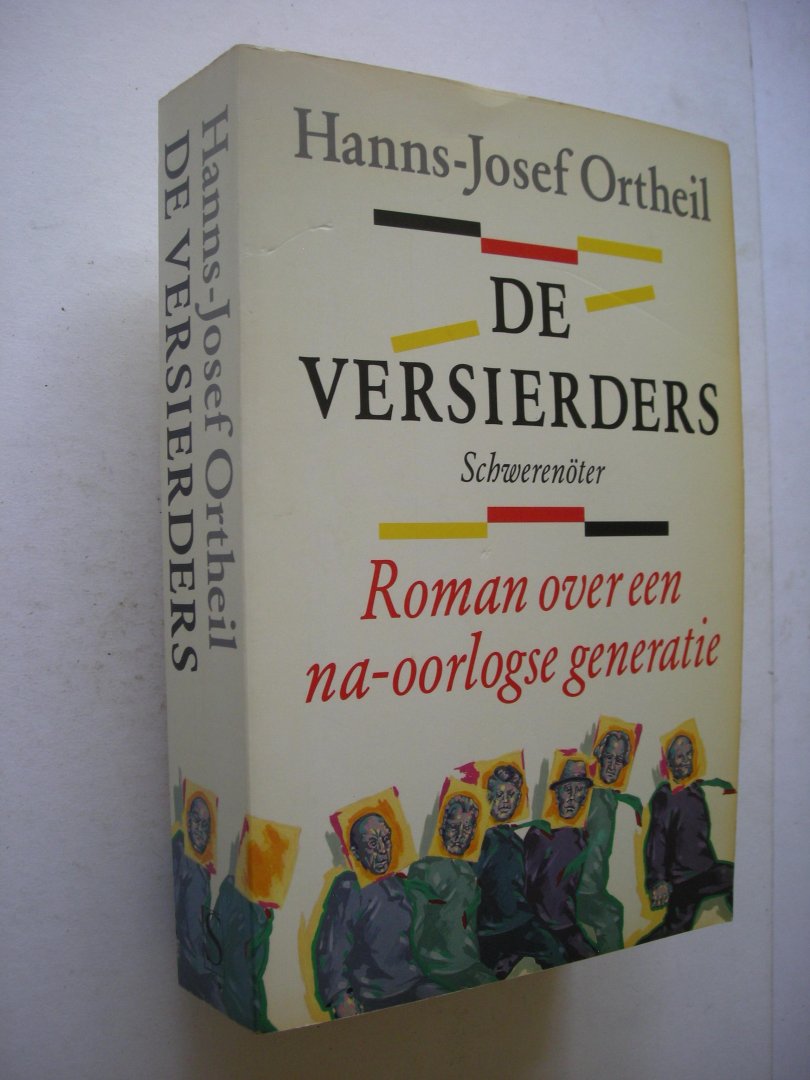 Hanns-Josef Ortheil
DE
VERSIERDERS
Schwerenöter
Roman over een
na-oorlogse generatie
Hanns-Josef Ortheil
DE VERSIERDERS
S